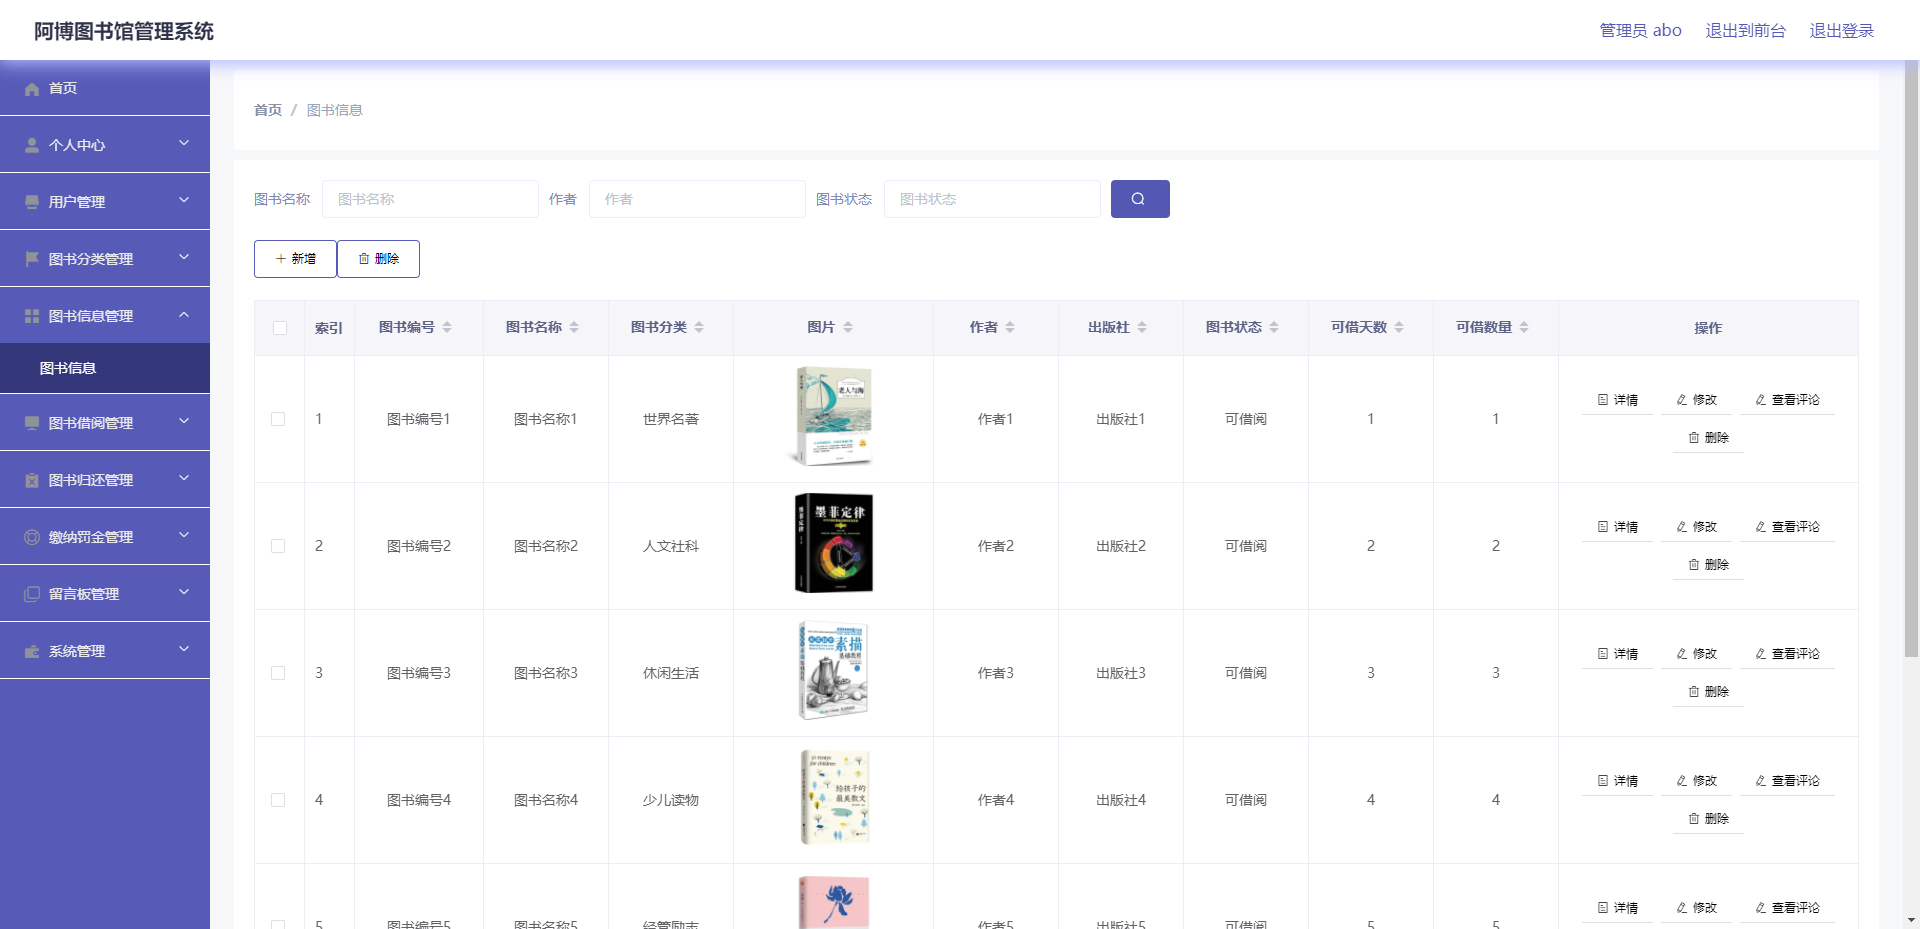 阿博图书馆管理系统
管理员 abo 退出到前台 退出登录
首页
个人中心
用户管理
图书分类管理
图书信息管理
图书信息
图书借阅管理
图书归还管理
缴纳罚金管理
留言板管理
系统管理
首页 / 图书信息
图书名称 图书名称 作者 作者 图书状态 图书状态
新增 删除
索引 图书编号 图书名称 图书分类 图片 作者 出版社 图书状态 可借天数 可借数量 操作
老人与海
1 图书编号1 图书名称1 世界名著 作者1 出版社1 可借阅 1 1 详情 修改 查看评论
删除
墨菲定律
2 图书编号2 图书名称2 人文社科 作者2 出版社2 可借阅 2 2 详情 修改 查看评论
删除
素描
基础教程
3 图书编号3 图书名称3 休闲生活 作者3 出版社3 可借阅 3 3 详情 修改 查看评论
删除
for children
给孩子的
最美散文
4 图书编号4 图书名称4 少儿读物 作者4 出版社4 可借阅 4 4 详情 修改 查看评论
删除
5 图书编号5 图书名称5 经管励志 作者5 出版社5 可借阅 5 5 详情 修改 查看评论